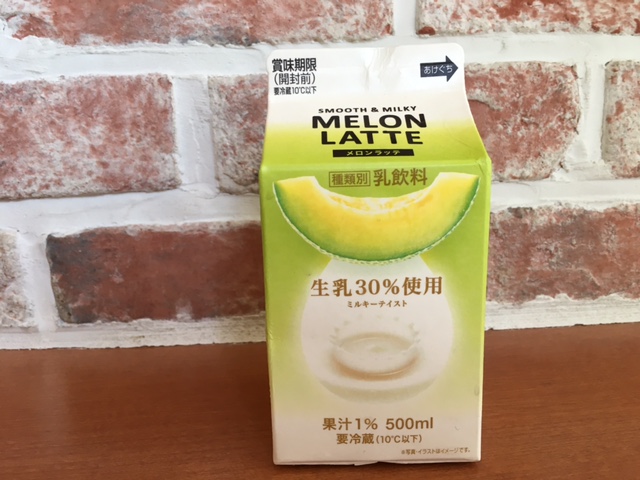 賞味期限
(開封前)
要冷蔵10℃以下
あけぐち
SMOOTH & MILKY
MELON
LATTE
メロンラッテ
種類別 乳飲料
生乳30%使用
ミルキーテイスト
果汁1% 500ml
要冷蔵(10℃以下)
※写真・イラストはイメージです。